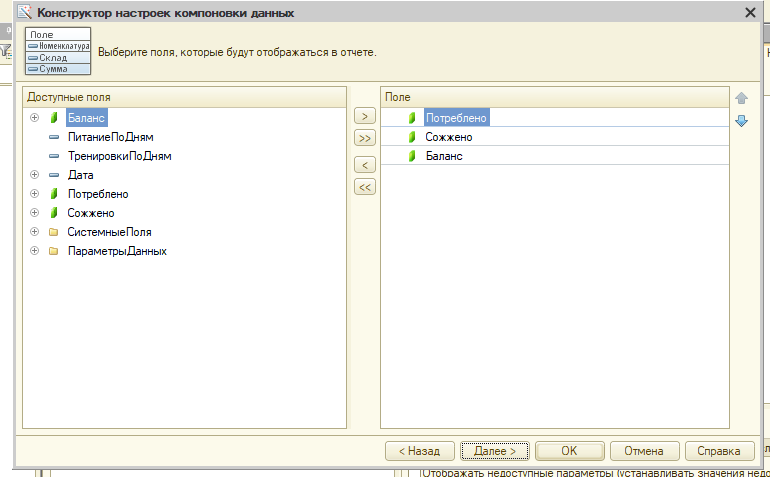 Конструктор настроек компоновки данных
Поле
Номенклатура
Склад
Сумма
Выберите поля, которые будут отображаться в отчете.
Доступные поля
Баланс
ПитаниеПоДням
ТренировкиПоДням
Дата
Потреблено
Сожжено
СистемныеПоля
ПараметрыДанных
>
>>
<
<<
Поле
Потреблено
Сожжено
Баланс
< Назад
Далее >
OK
Отмена
Справка
Отображать недоступные параметры (устанавливать значения недо